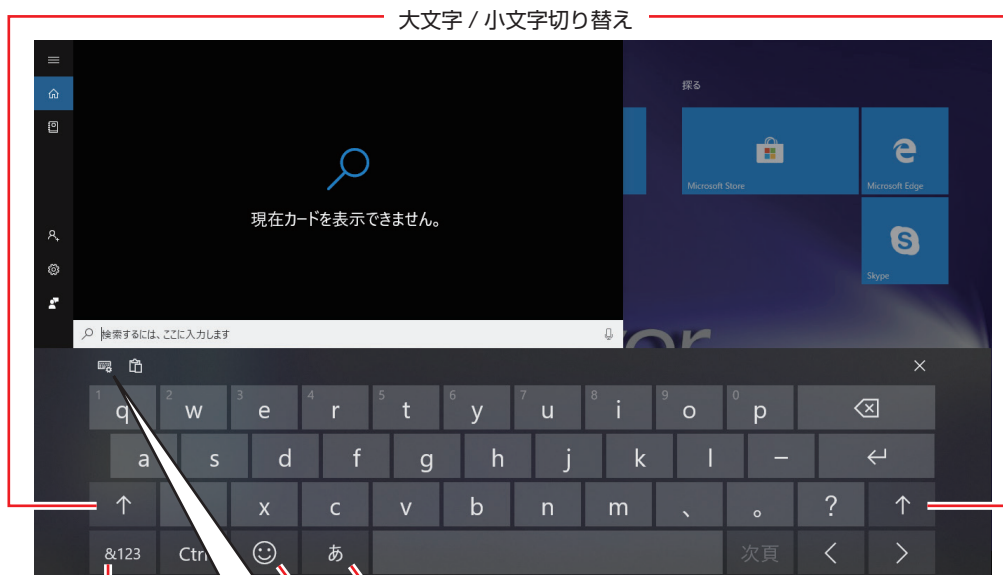 大文字 / 小文字切り替え
探る
Microsoft Store
Microsoft Edge
Skype
現在カードを表示できません。
検索するには、ここに入力します
1 q 2 w 3 e 4 r 5 t 6 y 7 u 8 i 9 o 0 p
a s d f g h j k l ー
↑ x c v b n m 、 。 ? ↑
&123 Ctrl あ 次頁 < >